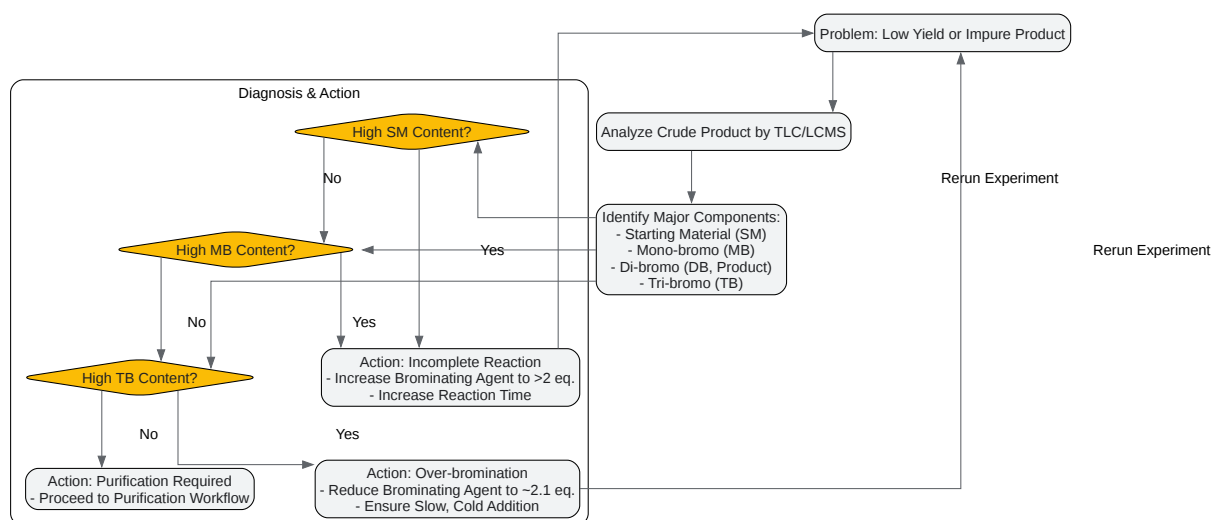 Problem: Low Yield or Impure Product
Diagnosis & Action
High SM Content?
Analyze Crude Product by TLC/LCMS
No
Rerun Experiment
Identify Major Components:
- Starting Material (SM)
- Mono-bromo (MB)
- Di-bromo (DB, Product)
- Tri-bromo (TB)
High MB Content?
Yes
Rerun Experiment
No
Yes
Action: Incomplete Reaction
- Increase Brominating Agent to >2 eq.
- Increase Reaction Time
High TB Content?
No
Yes
Action: Purification Required
- Proceed to Purification Workflow
Action: Over-bromination
- Reduce Brominating Agent to ~2.1 eq.
- Ensure Slow, Cold Addition